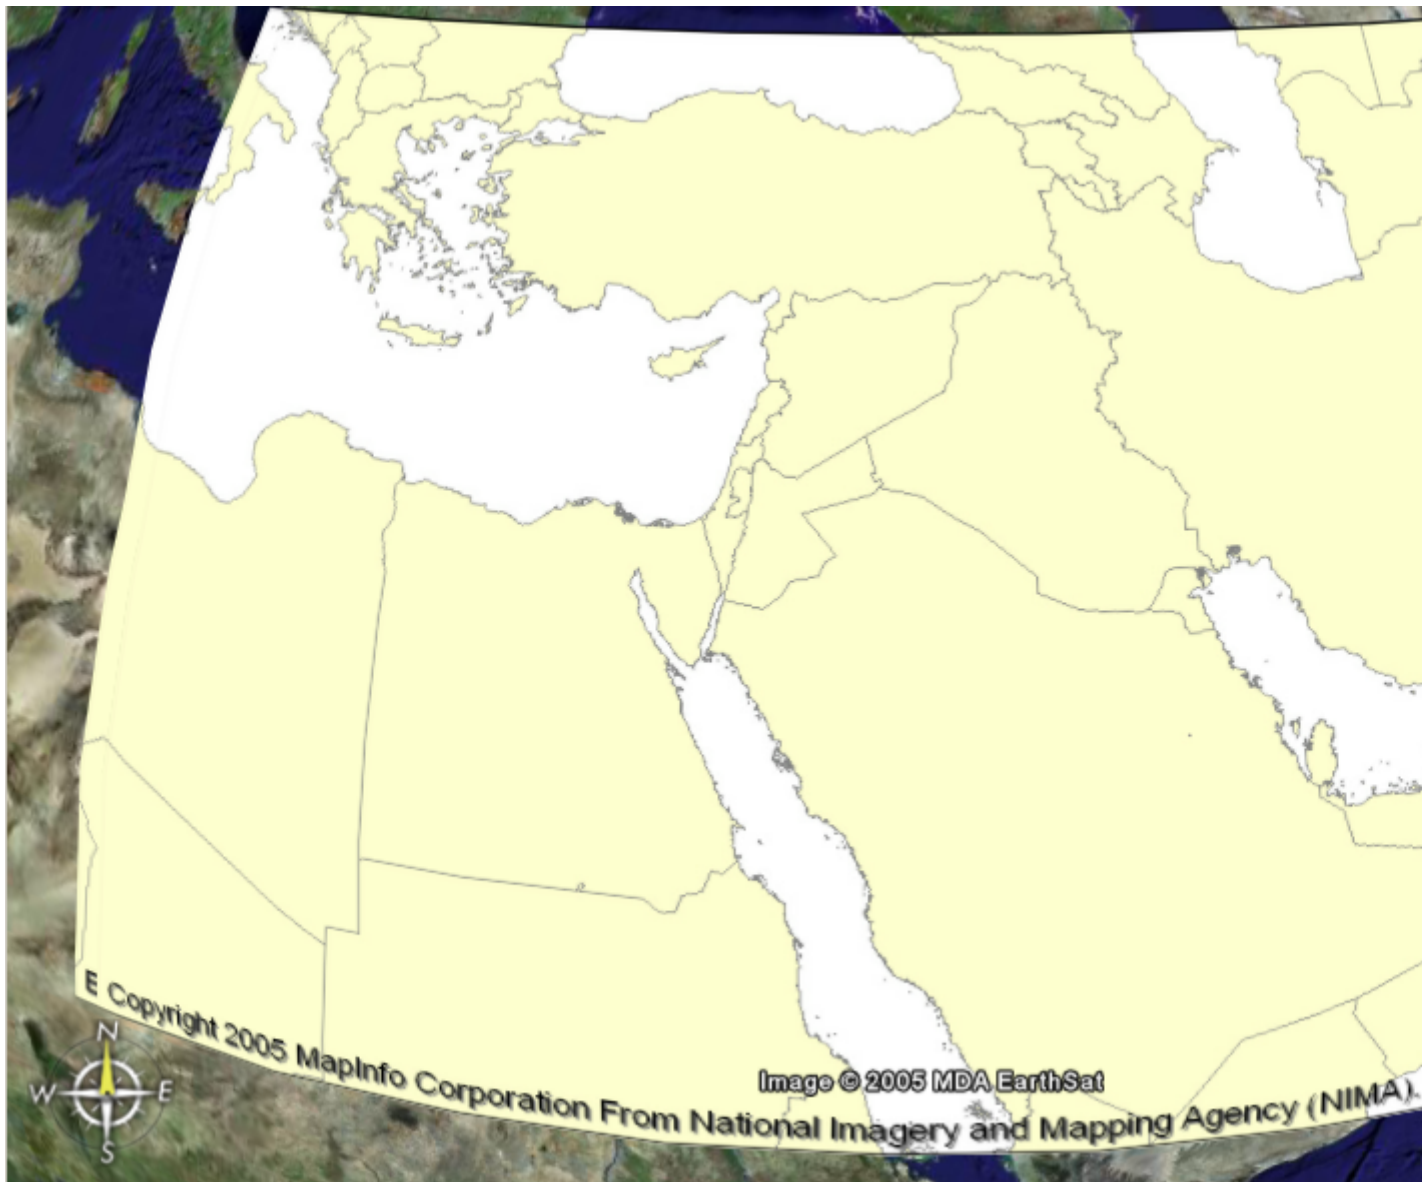 E Copyright 2005 MapInfo Corporation From National Imagery and Mapping Agency (NIMA).
Image © 2005 MDA EarthSat
N
W E
S